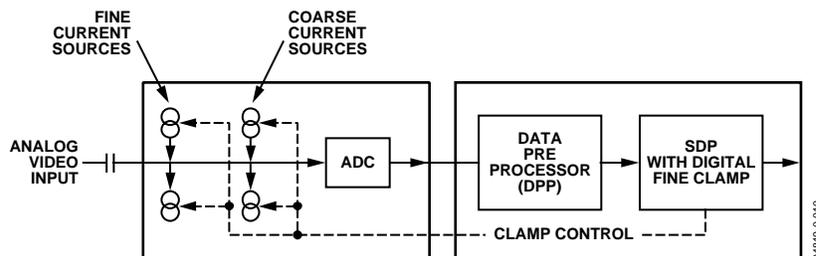 FINE
CURRENT
SOURCES
COARSE
CURRENT
SOURCES
ANALOG
VIDEO
INPUT
ADC
DATA
PRE
PROCESSOR
(DPP)
SDP
WITH DIGITAL
FINE CLAMP
CLAMP CONTROL